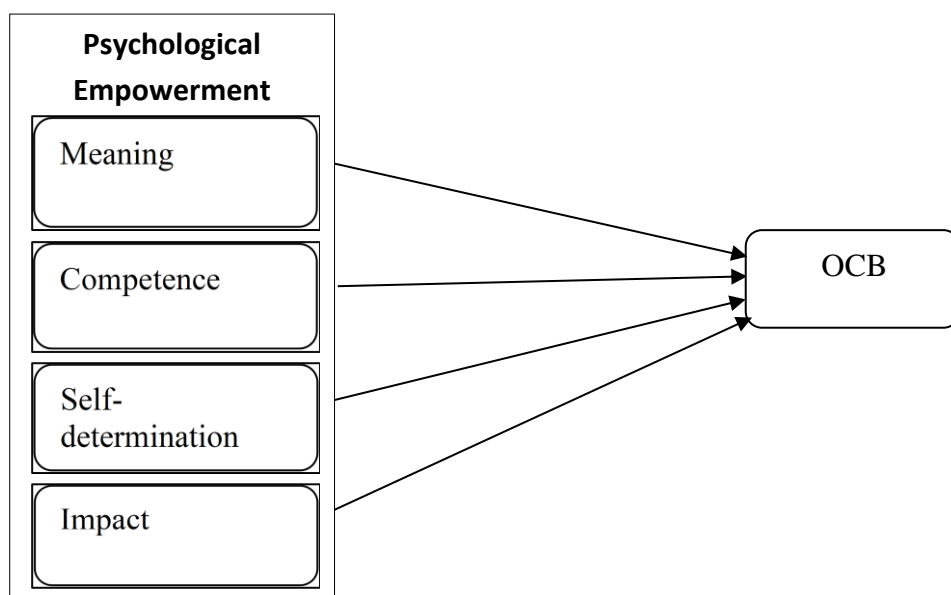 Psychological
Empowerment
Meaning
Competence
Self-
determination
Impact
OCB